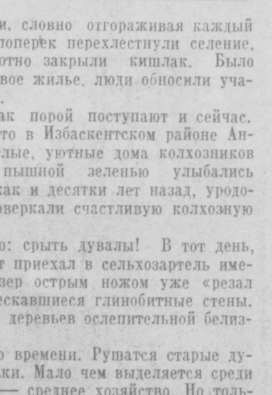 и, словно отгораживая каждый
поперек перехлестнули селение,
отно закрыли кишлак. Было
вое жилье, люди обносили уча-
ак порой поступают и сейчас.
то в Избаскентском районе Ан-
лые, уютные дома колхозников
пышной зеленью улыбались
как и десятки лет назад, уродо-
оверкали счастливую колхозную
о: срыть дувалы! В тот день,
т приехал в сельхозартель име-
зер острым ножом уже «резал
ескавшиеся глинобитные стены.
деревьев ослепительной белиз-
о времени. Рушатся старые ду-
ки. Мало чем выделяется среди
— среднее хозяйство. Но толь-